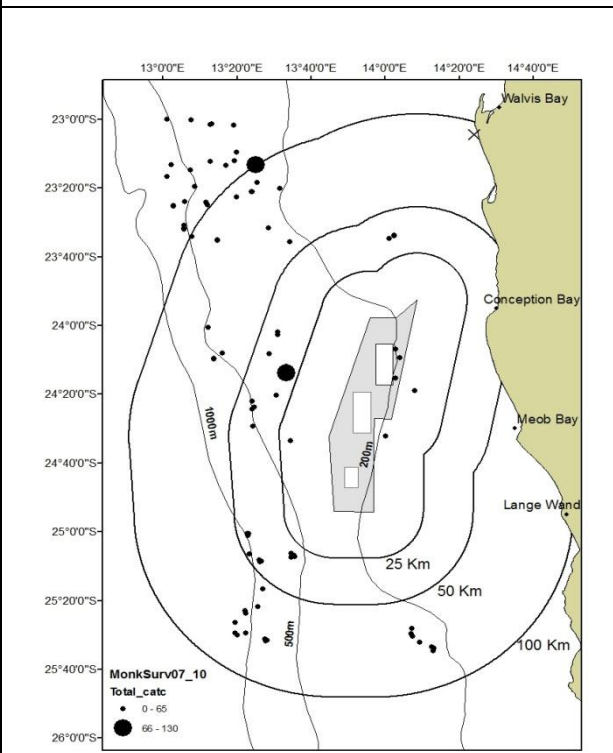 13°0'0"E 13°20'0"E 13°40'0"E 14°0'0"E 14°20'0"E 14°40'0"E
Walvis Bay
23°0'0"S
23°20'0"S
23°40'0"S
Conception Bay
24°0'0"S
24°20'0"S
1000m
Meob Bay
200m
24°40'0"S
Lange Wand
25°0'0"S
25 Km
50 Km
25°20'0"S
500m
100 Km
25°40'0"S
MonkSurv07_10
Total_catc
0 - 65
66 - 130
26°0'0"S